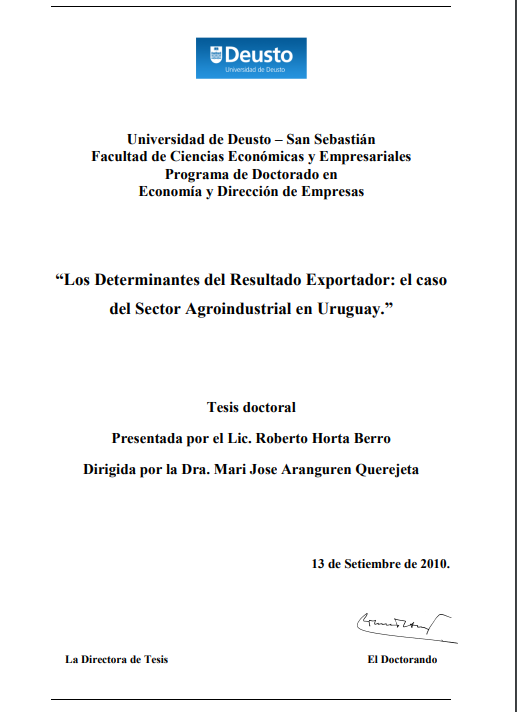 Deusto
Universidad de Deusto
Universidad de Deusto – San Sebastián
Facultad de Ciencias Económicas y Empresariales
Programa de Doctorado en
Economía y Dirección de Empresas
“Los Determinantes del Resultado Exportador: el caso
del Sector Agroindustrial en Uruguay.”
Tesis doctoral
Presentada por el Lic. Roberto Horta Berro
Dirigida por la Dra. Mari Jose Aranguren Querejeta
13 de Setiembre de 2010.
La Directora de Tesis El Doctorando